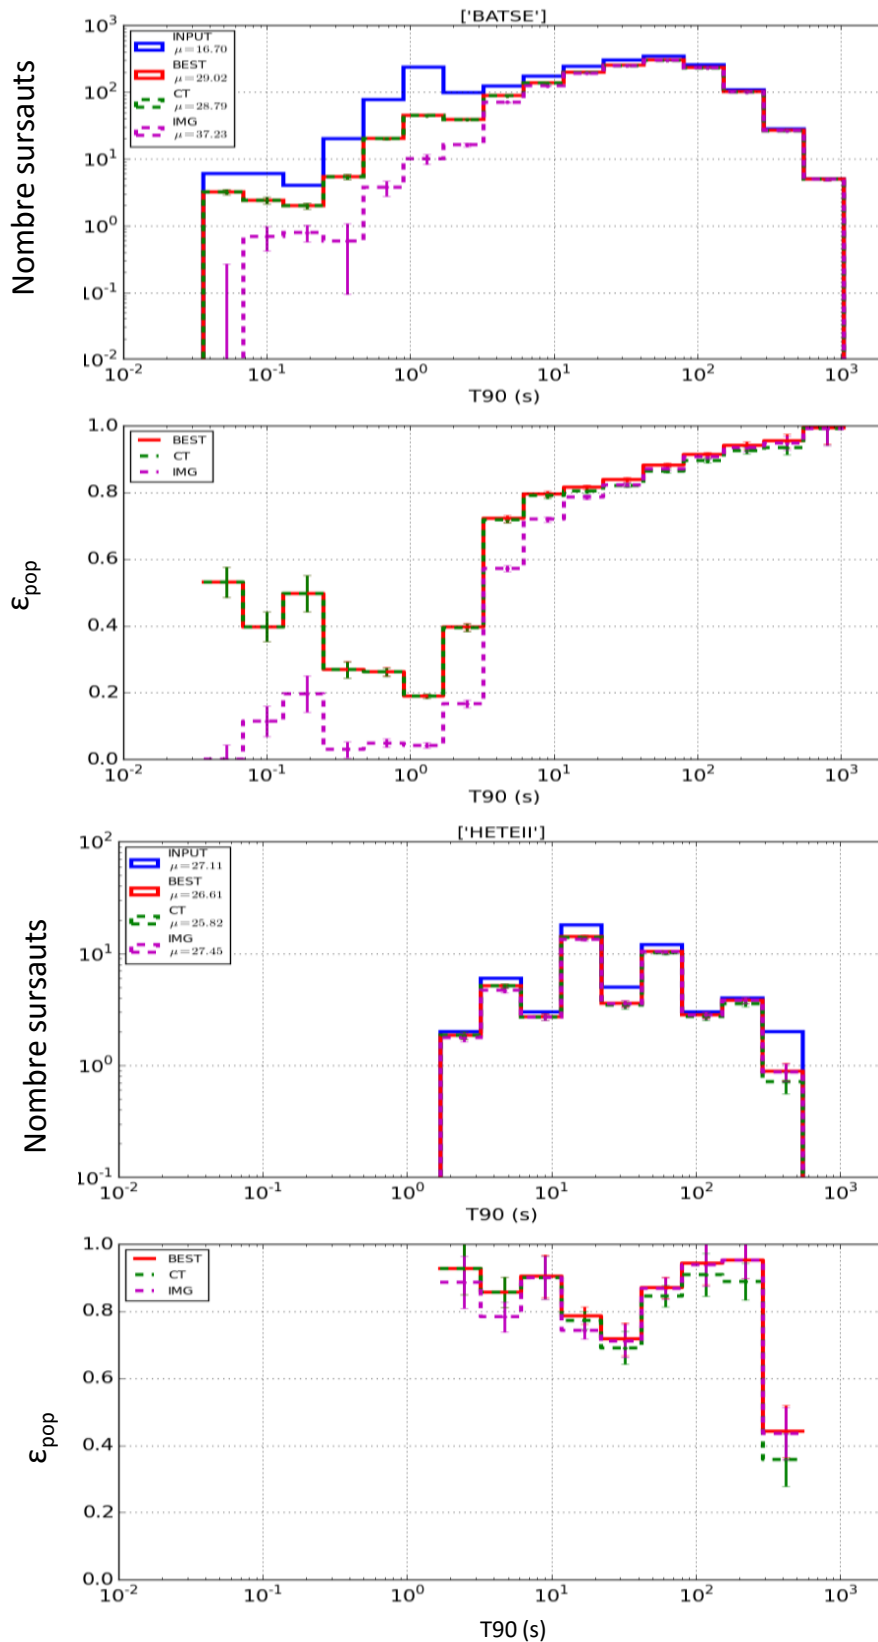 ['BATSE']
10³
10²
10¹
10⁰
10⁻¹
10⁻²
Nombre sursauts
INPUT
μ=16.70
BEST
μ=29.02
CT
μ=28.79
IMG
μ=37.23
10⁻² 10⁻¹ 10⁰ 10¹ 10² 10³
T90 (s)
1.0
0.8
0.6
0.4
0.2
0.0
εpop
BEST
CT
IMG
10⁻² 10⁻¹ 10⁰ 10¹ 10² 10³
T90 (s)
['HETEII']
10²
10¹
10⁰
10⁻¹
Nombre sursauts
INPUT
μ=27.11
BEST
μ=26.61
CT
μ=25.82
IMG
μ=27.45
10⁻² 10⁻¹ 10⁰ 10¹ 10² 10³
T90 (s)
1.0
0.8
0.6
0.4
0.2
0.0
εpop
BEST
CT
IMG
10⁻² 10⁻¹ 10⁰ 10¹ 10² 10³
T90 (s)